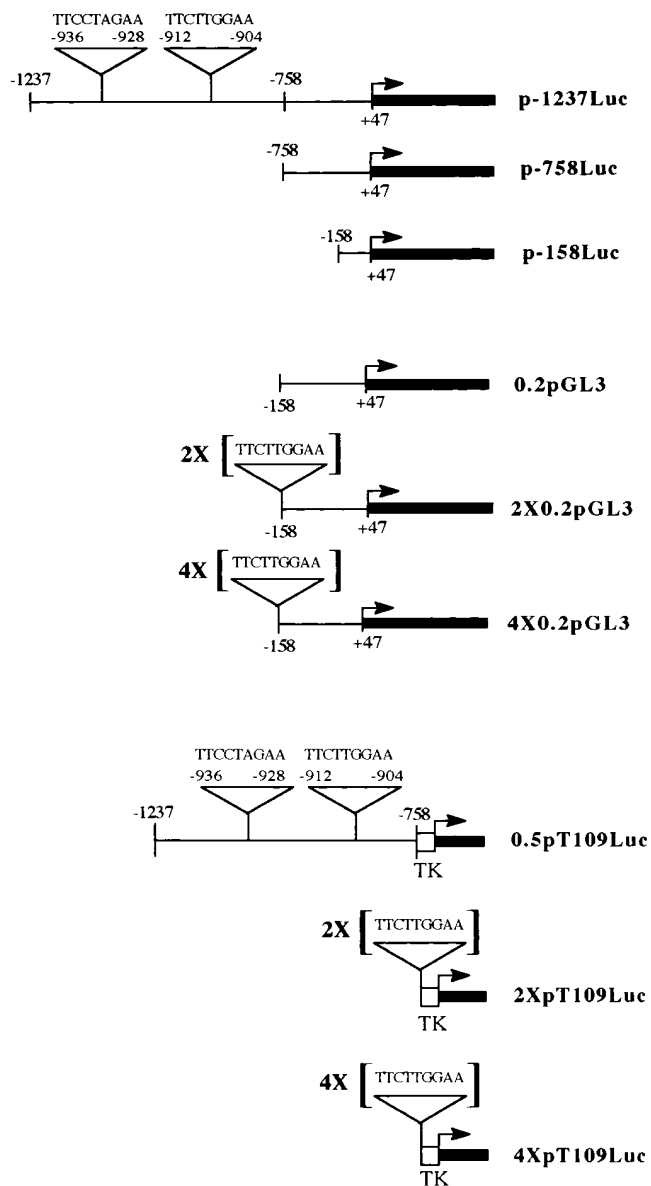 TTCCTAGAA TTCTTGGAA
-936 -928 -912 -904
-1237 -758
+47
p-1237Luc
-758
+47
p-758Luc
-158
+47
p-158Luc
-158 +47
0.2pGL3
2X [ TTCTTGGAA ]
-158 +47
2X0.2pGL3
4X [ TTCTTGGAA ]
-158 +47
4X0.2pGL3
TTCCTAGAA TTCTTGGAA
-936 -928 -912 -904
-1237 -758
TK
0.5pT109Luc
2X [ TTCTTGGAA ]
TK
2XpT109Luc
4X [ TTCTTGGAA ]
TK
4XpT109Luc